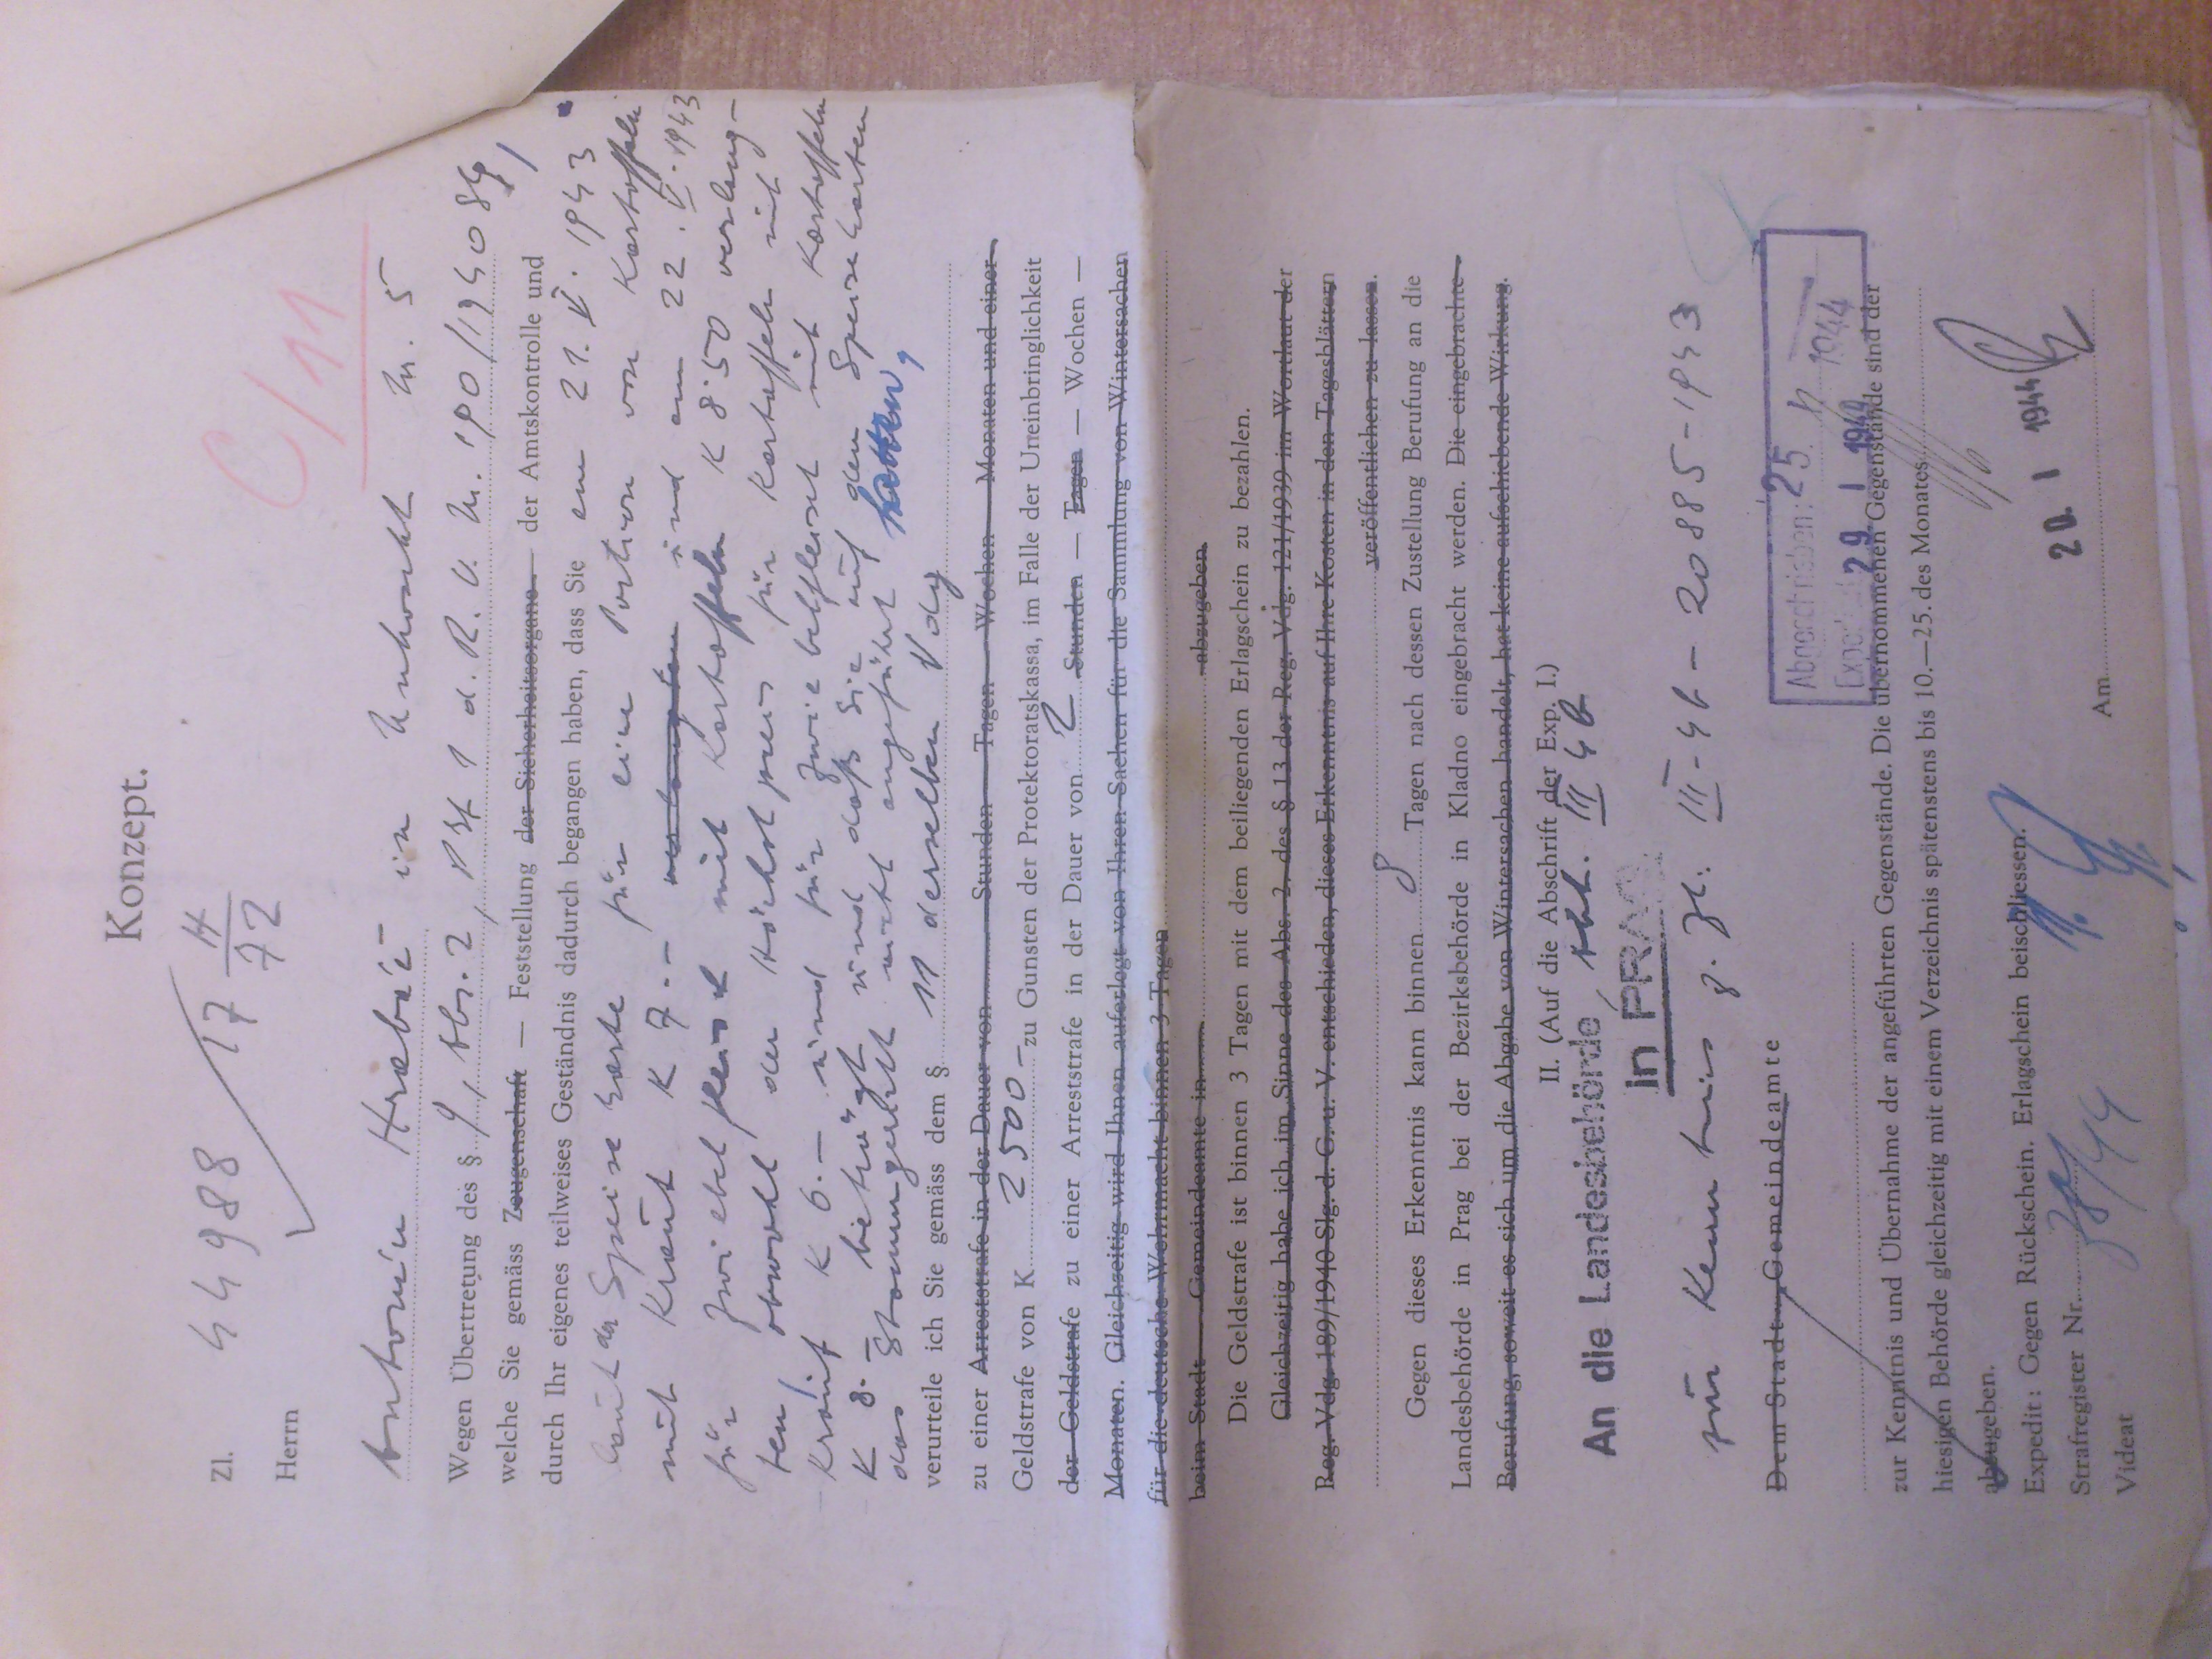 Konzept.
Zl. 44988 / 17 H/72
Herrn
C/11
Antonín Hrabáč in Unhoscht Nr. 5
Wegen Übertretung des § 9, Abs. 2, Pkt 1 d. R. V. Nr. 190/1940 Slg,
welche Sie gemäss Zeugenschaft — Feststellung der Sicherheitsorgane — der Amtskontrolle und
durch Ihr eigenes teilweises Geständnis dadurch begangen haben, dass Sie am 21. V. 1943
laut der Speisekarte für eine Portion von Kartoffeln
mit Kraut K 7.– verlangten und am 22. V. 1943
für Zwiebelfleisch mit Kartoffeln K 8·50 verlang-
ten, obwohl der Höchstpreis für Kartoffeln mit
Kraut K 6.– und für Zwiebelfleisch mit Kartoffeln
K 8.– beträgt und daß Sie auf den Speisekarten
das Stammgericht nicht angeführt hatten,
verurteile ich Sie gemäss dem § 11 derselben Vdg
zu einer Arreststrafe in der Dauer von Stunden — Tagen — Wochen — Monaten und einer
Geldstrafe von K 2500– zu Gunsten der Protektoratskassa, im Falle der Uneinbringlichkeit
der Geldstrafe zu einer Arreststrafe in der Dauer von 2 Stunden — Tagen — Wochen —
Monaten. Gleichzeitig wird Ihnen auferlegt von Ihren Sachen für die Sammlung von Wintersachen
für die deutsche Wehrmacht binnen 3 Tagen
beim Stadt — Gemeindeamte in abzugeben.
Die Geldstrafe ist binnen 3 Tagen mit dem beiliegenden Erlagschein zu bezahlen.
Gleichzeitig habe ich im Sinne des Abs. 2. des § 13 der Reg. Vdg. 121/1939 im Wortlaut der
Reg. Vdg. 189/1940 Slg. d. G. u. V. entschieden, dieses Erkenntnis auf Ihre Kosten in den Tagesblättern
veröffentlichen zu lassen.
Gegen dieses Erkenntnis kann binnen 8 Tagen nach dessen Zustellung Berufung an die
Landesbehörde in Prag bei der Bezirksbehörde in Kladno eingebracht werden. Die eingebrachte
Berufung, soweit es sich um die Abgabe von Wintersachen handelt, hat keine aufschiebende Wirkung.
II. (Auf die Abschrift der Exp. I.)
An die Landesbehörde, Abt. III 4b
in PRAG.
zur Kenntnis z. Zl. III-4b-20885-1943
Dem Stadt — Gemeindeamte
Abgeschrieben: 25. 1944
Exped 29. I 1944
zur Kenntnis und Übernahme der angeführten Gegenstände. Die übernommenen Gegenstände sind der
hiesigen Behörde gleichzeitig mit einem Verzeichnis spätenstens bis 10.—25. des Monates
abzugeben.
Expedit: Gegen Rückschein. Erlagschein beischliessen.
Strafregister Nr. 38/44
Videat
Am 20. I 1944